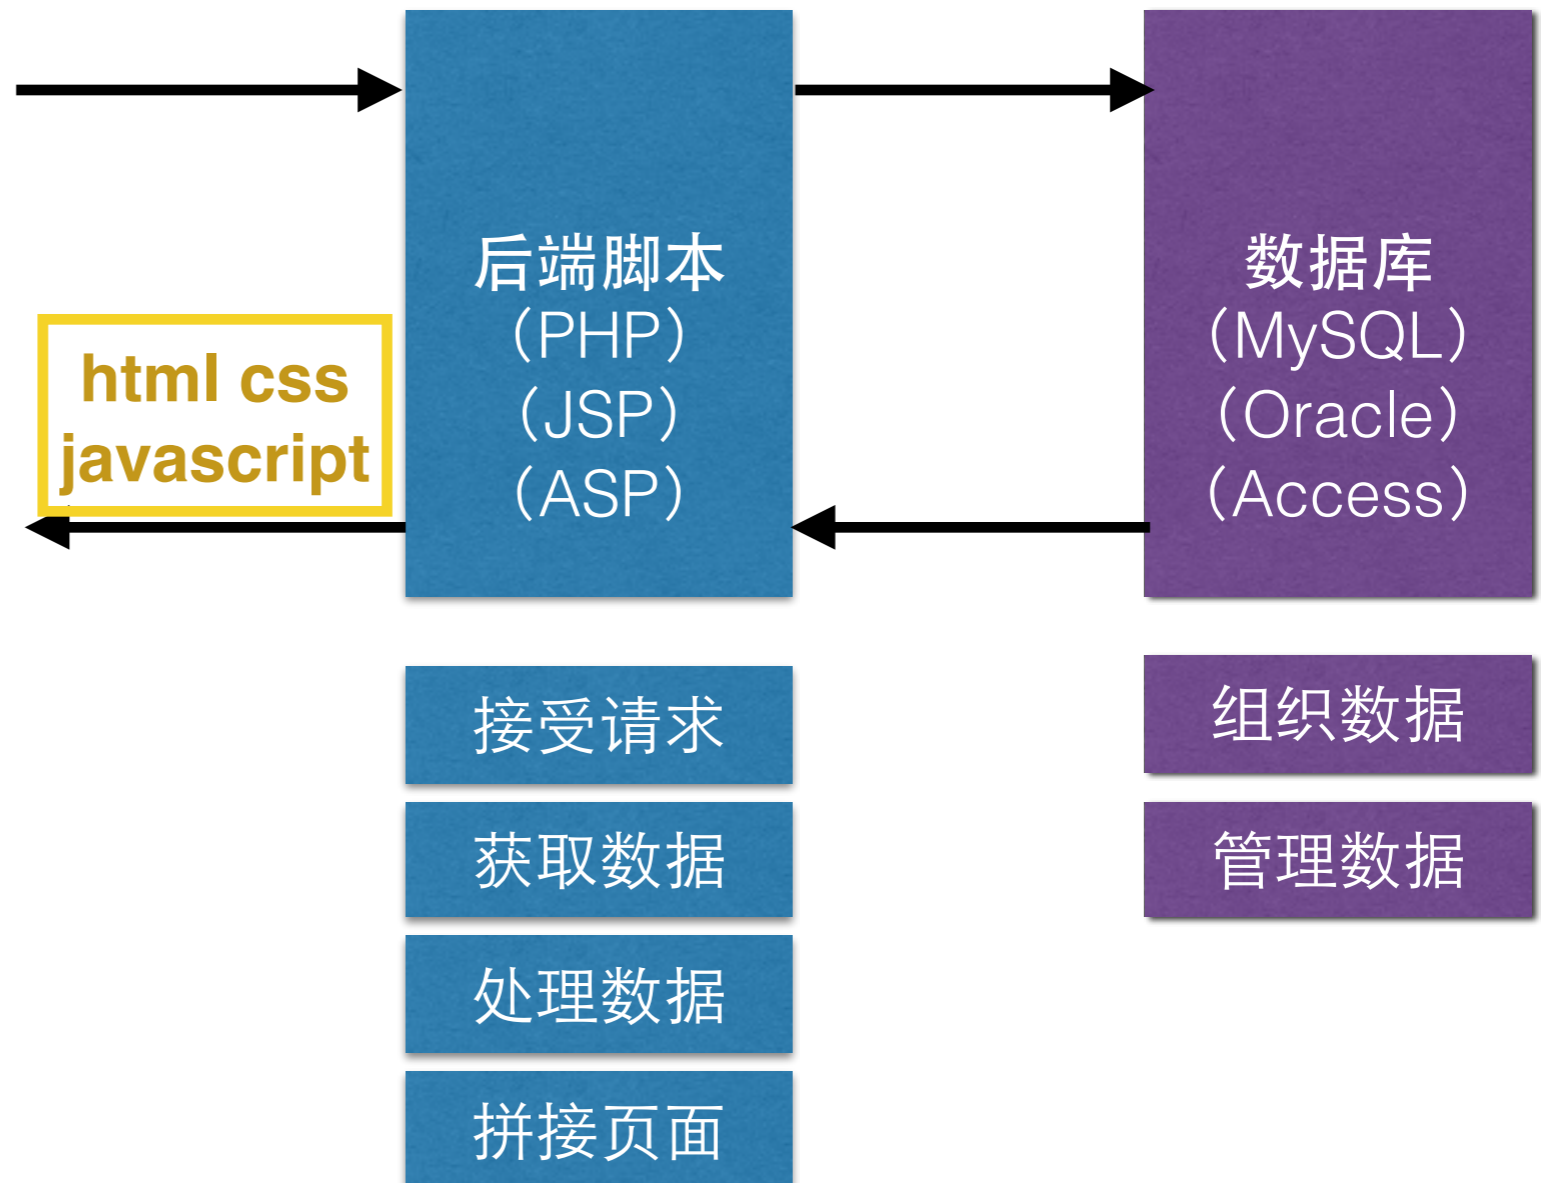 html css
javascript
后端脚本
（PHP）
（JSP）
（ASP）
数据库
（MySQL）
（Oracle）
（Access）
接受请求
获取数据
处理数据
拼接页面
组织数据
管理数据